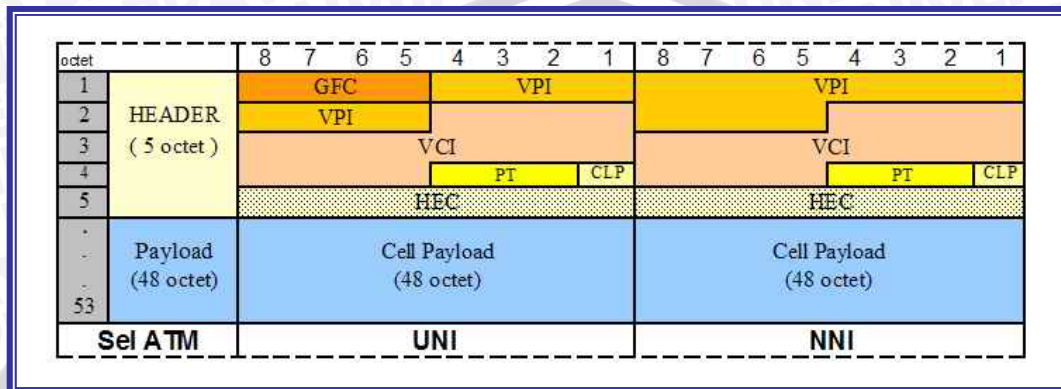 octet 8 7 6 5 4 3 2 1 8 7 6 5 4 3 2 1
1 GFC VPI VPI
2 HEADER VPI
3 ( 5 octet ) VCI VCI
4 PT CLP PT CLP
5 HEC HEC
. Payload Cell Payload Cell Payload
. (48 octet) (48 octet) (48 octet)
.
53
Sel ATM UNI NNI